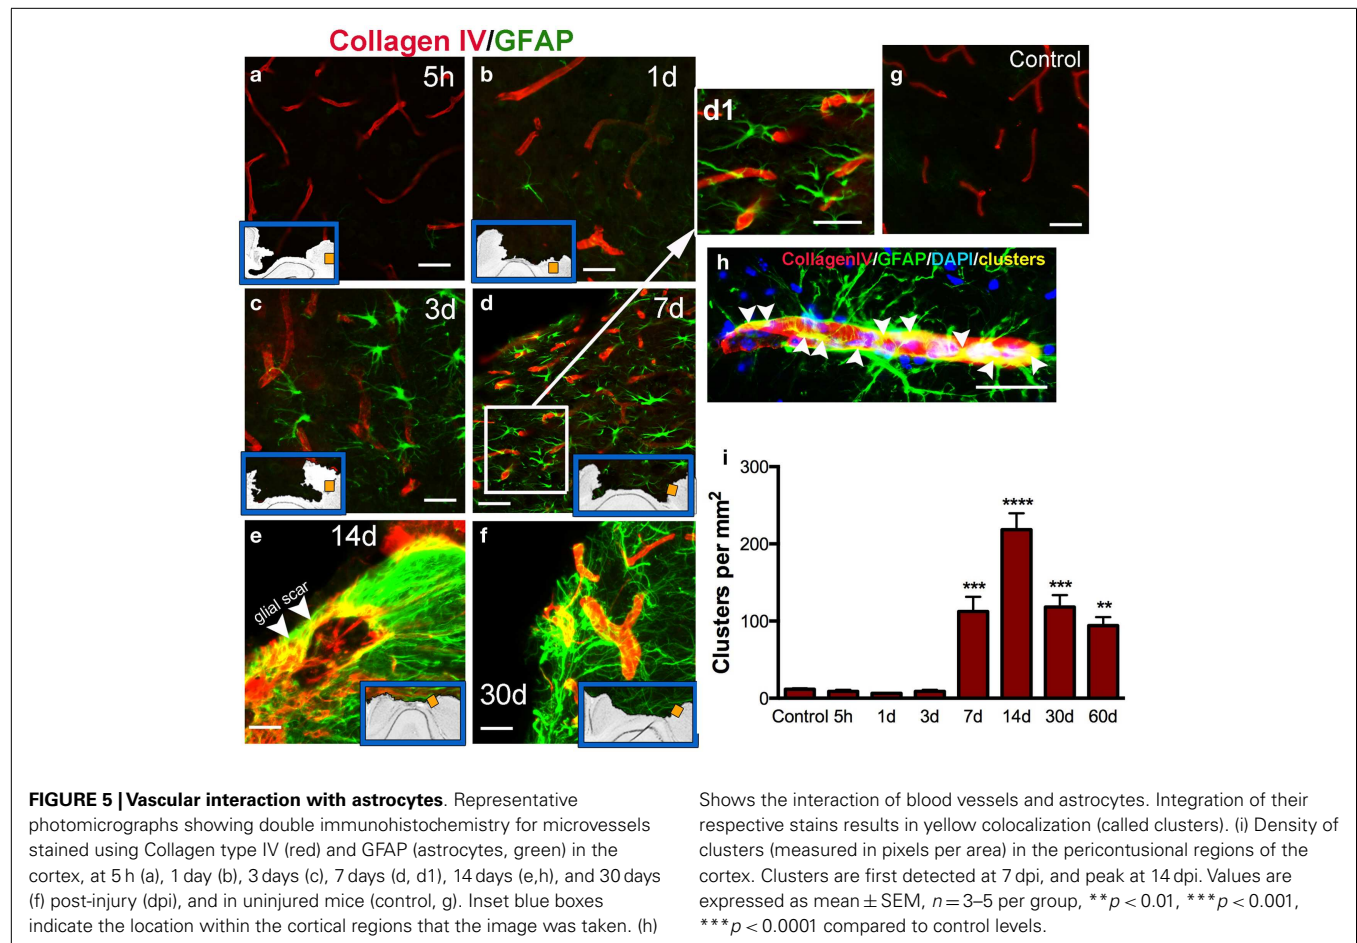 Collagen IV/GFAP
a
5h
b
1d
d1
g
Control
c
3d
d
7d
h
CollagenIV/GFAP/DAPI/clusters
e
14d
glial scar
f
30d
i
Clusters per mm²
300
200
100
0
***
****
***
**
Control 5h 1d 3d 7d 14d 30d 60d
FIGURE 5 | Vascular interaction with astrocytes. Representative
photomicrographs showing double immunohistochemistry for microvessels
stained using Collagen type IV (red) and GFAP (astrocytes, green) in the
cortex, at 5 h (a), 1 day (b), 3 days (c), 7 days (d, d1), 14 days (e,h), and 30 days
(f) post-injury (dpi), and in uninjured mice (control, g). Inset blue boxes
indicate the location within the cortical regions that the image was taken. (h)
Shows the interaction of blood vessels and astrocytes. Integration of their
respective stains results in yellow colocalization (called clusters). (i) Density of
clusters (measured in pixels per area) in the pericontusional regions of the
cortex. Clusters are first detected at 7 dpi, and peak at 14 dpi. Values are
expressed as mean ± SEM, n = 3–5 per group, **p < 0.01, ***p < 0.001,
***p < 0.0001 compared to control levels.